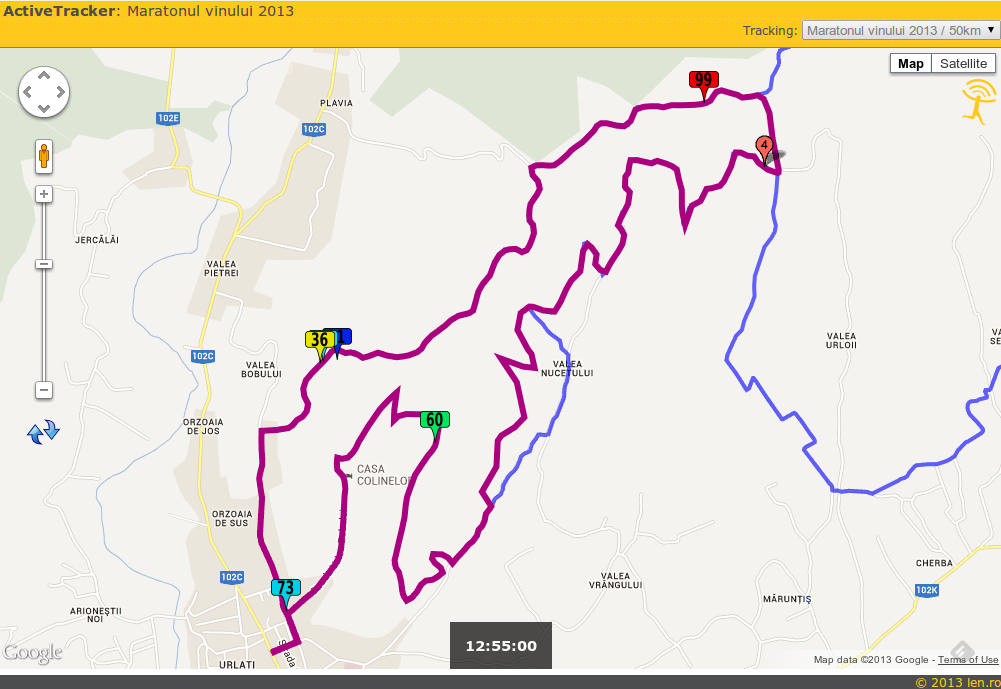 ActiveTracker: Maratonul vinului 2013
Tracking: Maratonul vinului 2013 / 50km
Map Satellite
99
PLAVIA
102E
102C
4
JERCĂLĂI
VALEA
PIETREI
36
1
102C
VALEA
BOBULUI
VALEA
NUCETULUI
VALEA
URLOII
ORZOAIA
DE JOS
60
CASA
COLINELOR
ORZOAIA
DE SUS
102C
73
VALEA
VRÂNGULUI
CHERBA
102K
MĂRUNȚIȘ
ARIONEȘTII
NOI
12:55:00
Google
URLATI
Map data ©2013 Google - Terms of Use
© 2013 len.ro